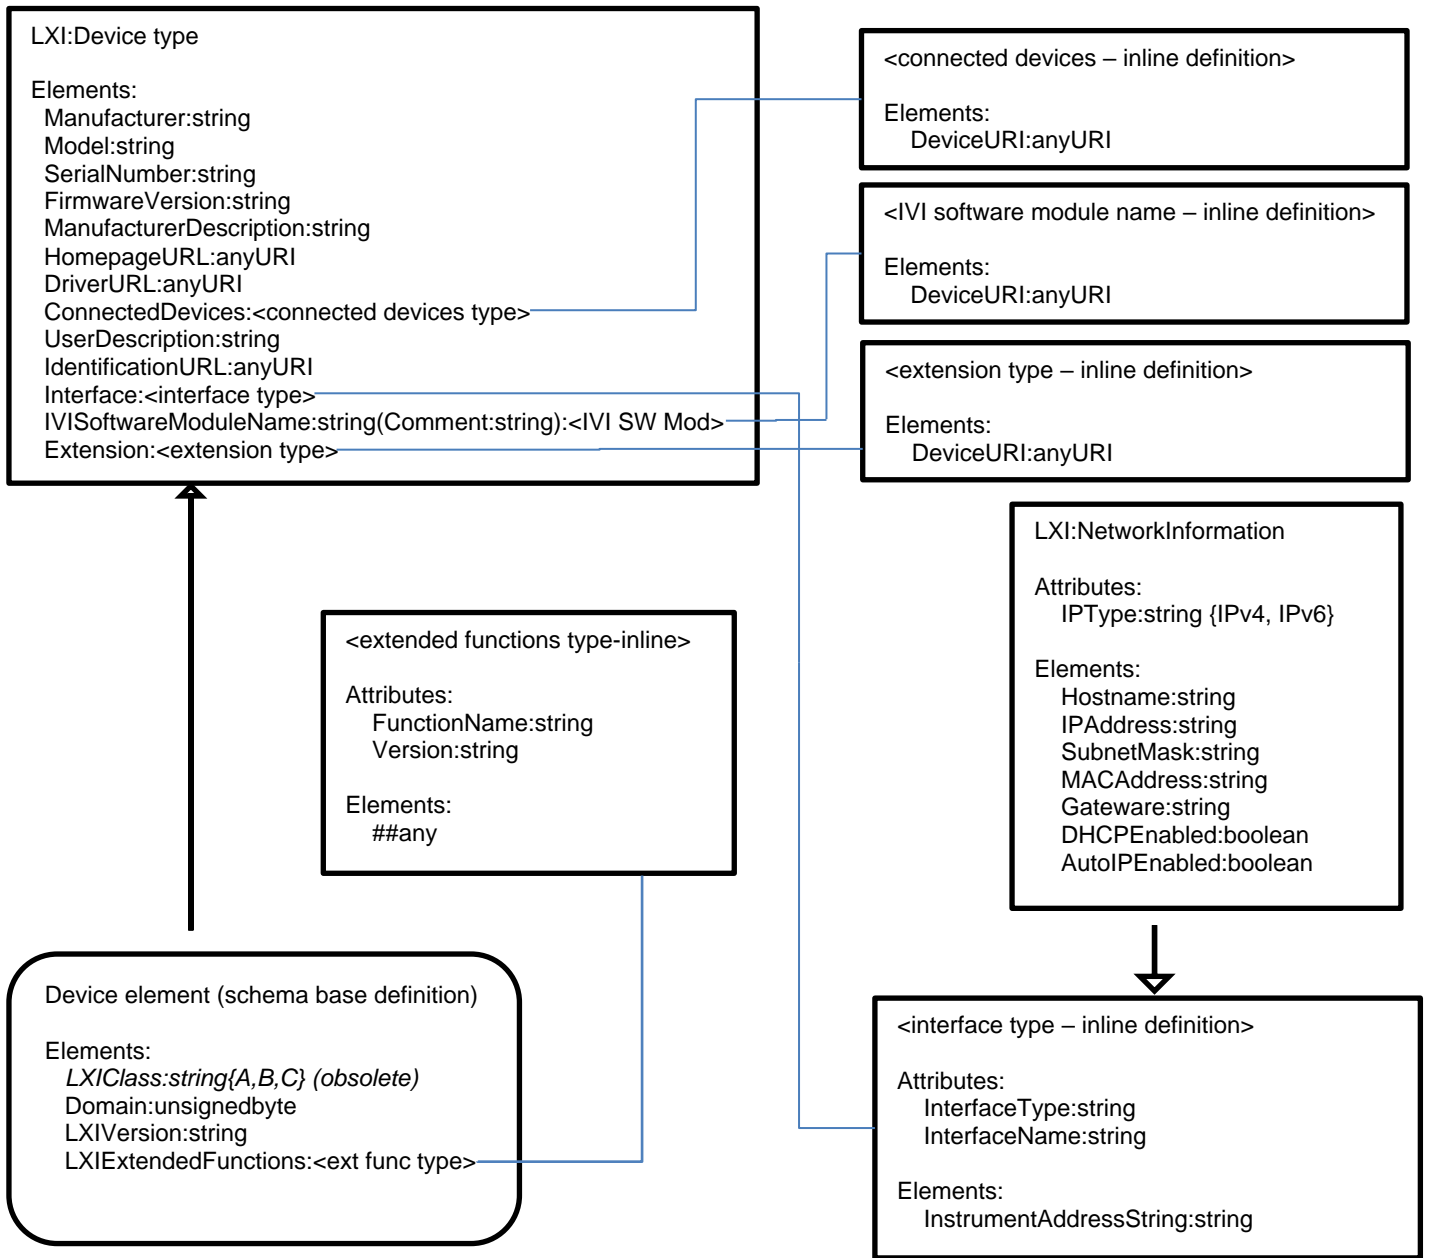 LXI:Device type
Elements:
Manufacturer:string
Model:string
SerialNumber:string
FirmwareVersion:string
ManufacturerDescription:string
HomepageURL:anyURI
DriverURL:anyURI
ConnectedDevices:<connected devices type>
UserDescription:string
IdentificationURL:anyURI
Interface:<interface type>
IVISoftwareModuleName:string(Comment:string):<IVI SW Mod>
Extension:<extension type>
<connected devices – inline definition>
Elements:
DeviceURI:anyURI
<IVI software module name – inline definition>
Elements:
DeviceURI:anyURI
<extension type – inline definition>
Elements:
DeviceURI:anyURI
LXI:NetworkInformation
Attributes:
IPType:string {IPv4, IPv6}
Elements:
Hostname:string
IPAddress:string
SubnetMask:string
MACAddress:string
Gateware:string
DHCPEnabled:boolean
AutoIPEnabled:boolean
<extended functions type-inline>
Attributes:
FunctionName:string
Version:string
Elements:
##any
Device element (schema base definition)
Elements:
LXIClass:string{A,B,C} (obsolete)
Domain:unsignedbyte
LXIVersion:string
LXIExtendedFunctions:<ext func type>
<interface type – inline definition>
Attributes:
InterfaceType:string
InterfaceName:string
Elements:
InstrumentAddressString:string